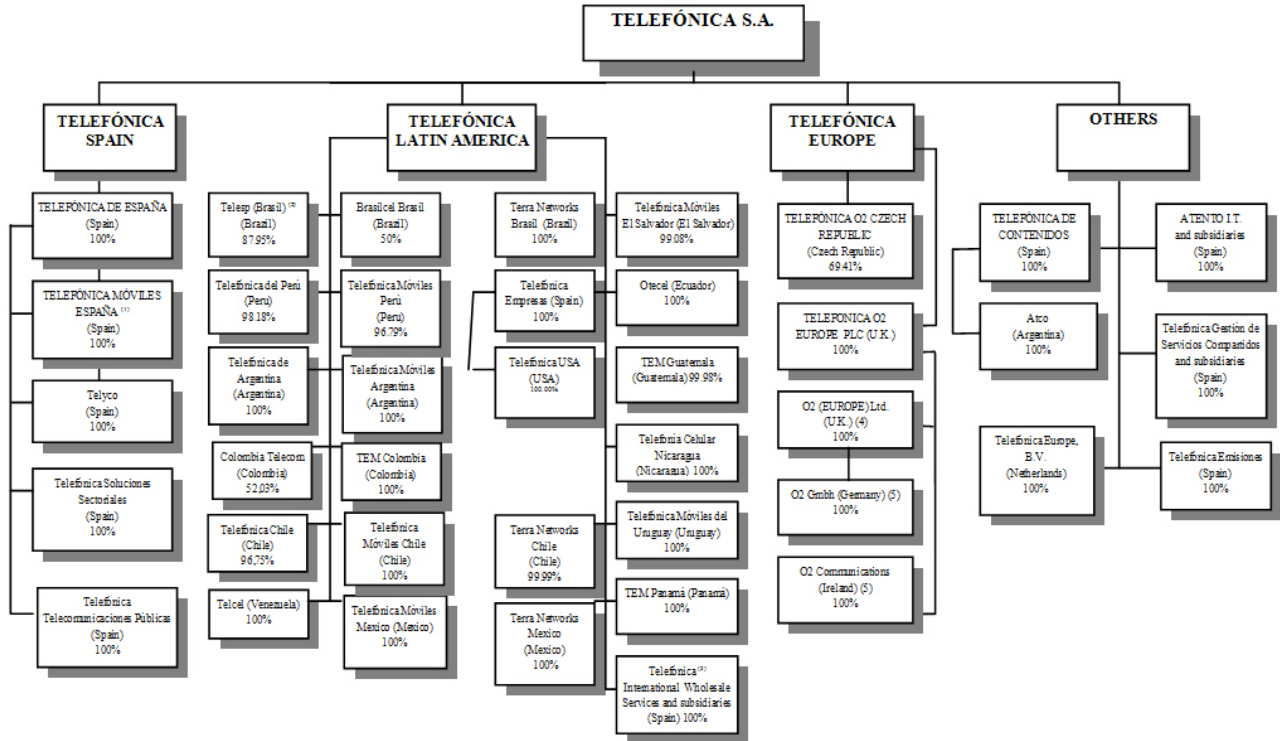 TELEFÓNICA S.A.
TELEFÓNICA
SPAIN
TELEFÓNICA
LATIN AMERICA
TELEFÓNICA
EUROPE
OTHERS
TELEFÓNICA DE ESPAÑA
(Spain)
100%
TELEFÓNICA MÓVILES
ESPAÑA (1)
(Spain)
100%
Telyco
(Spain)
100%
Telefónica Soluciones
Sectoriales
(Spain)
100%
Telefónica
Telecomunicaciones Públicas
(Spain)
100%
Telesp (Brasil)
(Brazil)
87.95%
Brasilcel Brasil
(Brazil)
50%
Telefónica del Perú
(Peru)
98.18%
Telefónica Móviles
Perú
(Peru)
96.79%
Telefónica de
Argentina
(Argentina)
100%
Telefónica Móviles
Argentina
(Argentina)
100%
Colombia Telecom
(Colombia)
52,03%
TEM Colombia
(Colombia)
100%
Telefónica Chile
(Chile)
96,75%
Telefónica
Móviles Chile
(Chile)
100%
Telcel (Venezuela)
100%
Telefónica Móviles
Mexico (Mexico)
100%
Terra Networks
Brasil (Brazil)
100%
Telefónica Móviles
El Salvador (El Salvador)
99.08%
Telefónica
Empresas (Spain)
100%
Otecel (Ecuador)
100%
Telefónica USA
(USA)
100.00%
TEM Guatemala
(Guatemala) 99.98%
Telefonía Celular
Nicaragua
(Nicaragua) 100%
Terra Networks
Chile
(Chile)
99.99%
Telefónica Móviles del
Uruguay (Uruguay)
100%
Terra Networks
Mexico
(Mexico)
100%
TEM Panamá (Panamá)
100%
Telefónica
International Wholesale
Services and subsidiaries
(Spain) 100%
TELEFÓNICA O2 CZECH
REPUBLIC
(Czech Republic)
69.41%
TELEFONICA O2
EUROPE PLC (U.K.)
100%
O2 (EUROPE) Ltd.
(U.K.) (4)
100%
O2 Gmbh (Germany) (5)
100%
O2 Communications
(Ireland) (5)
100%
TELEFÓNICA DE
CONTENIDOS
(Spain)
100%
ATENTO I.T.
and subsidiaries
(Spain)
100%
Atco
(Argentina)
100%
Telefónica Gestión de
Servicios Compartidos
and subsidiaries
(Spain)
100%
Telefónica Europe,
B.V.
(Netherlands)
100%
Telefónica Emisiones
(Spain)
100%